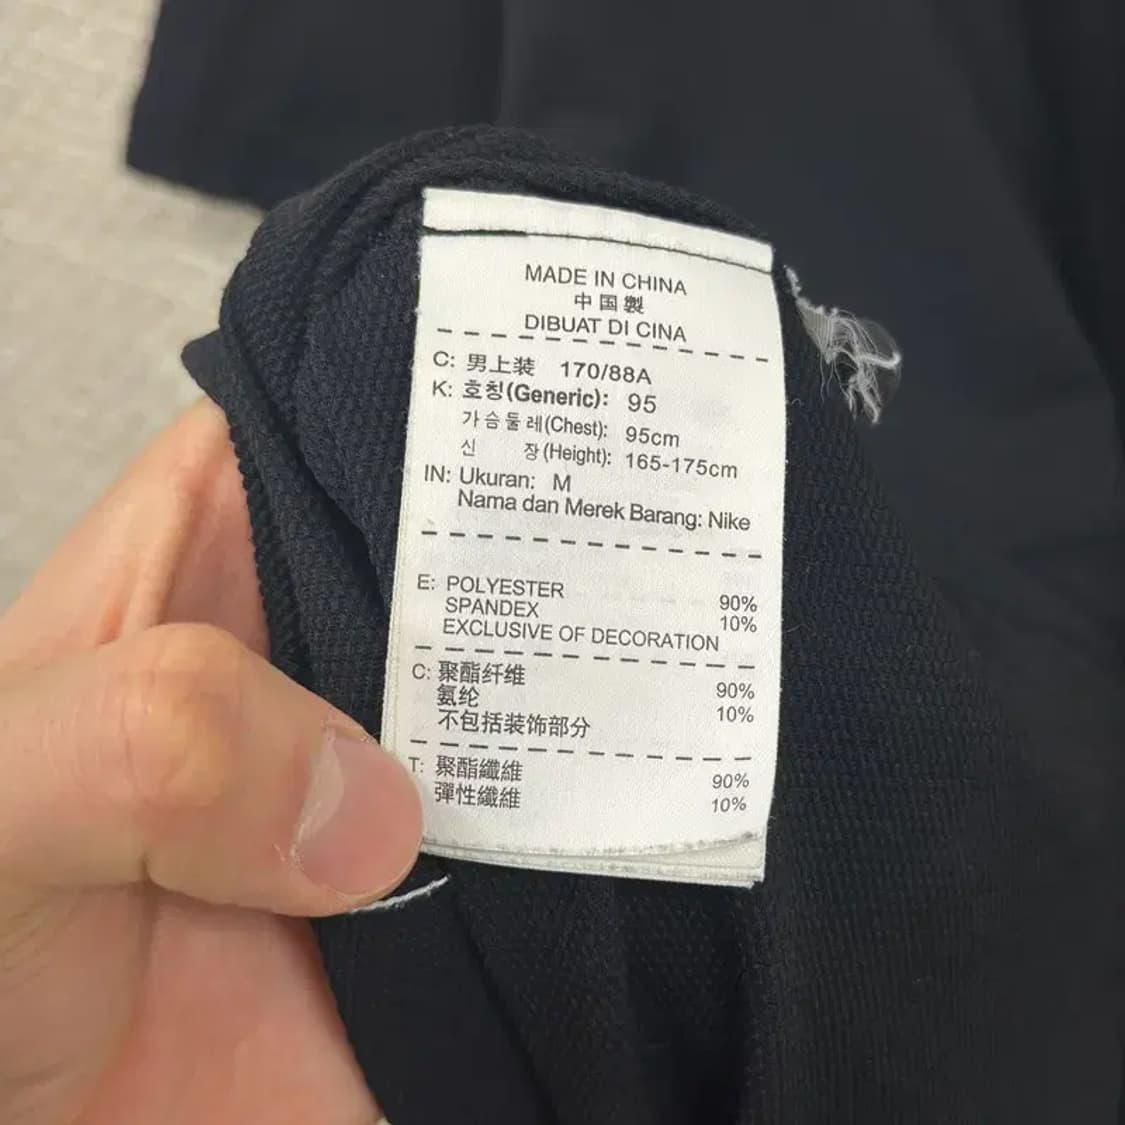 MADE IN CHINA
中国製
DIBUAT DI CINA
C: 男上装 170/88A
K: 호칭(Generic): 95
가슴둘레(Chest): 95cm
신 장(Height): 165-175cm
IN: Ukuran: M
Nama dan Merek Barang: Nike
E: POLYESTER 90%
SPANDEX 10%
EXCLUSIVE OF DECORATION
C: 聚酯纤维 90%
氨纶 10%
不包括装饰部分
T: 聚酯纖維 90%
彈性纖維 10%